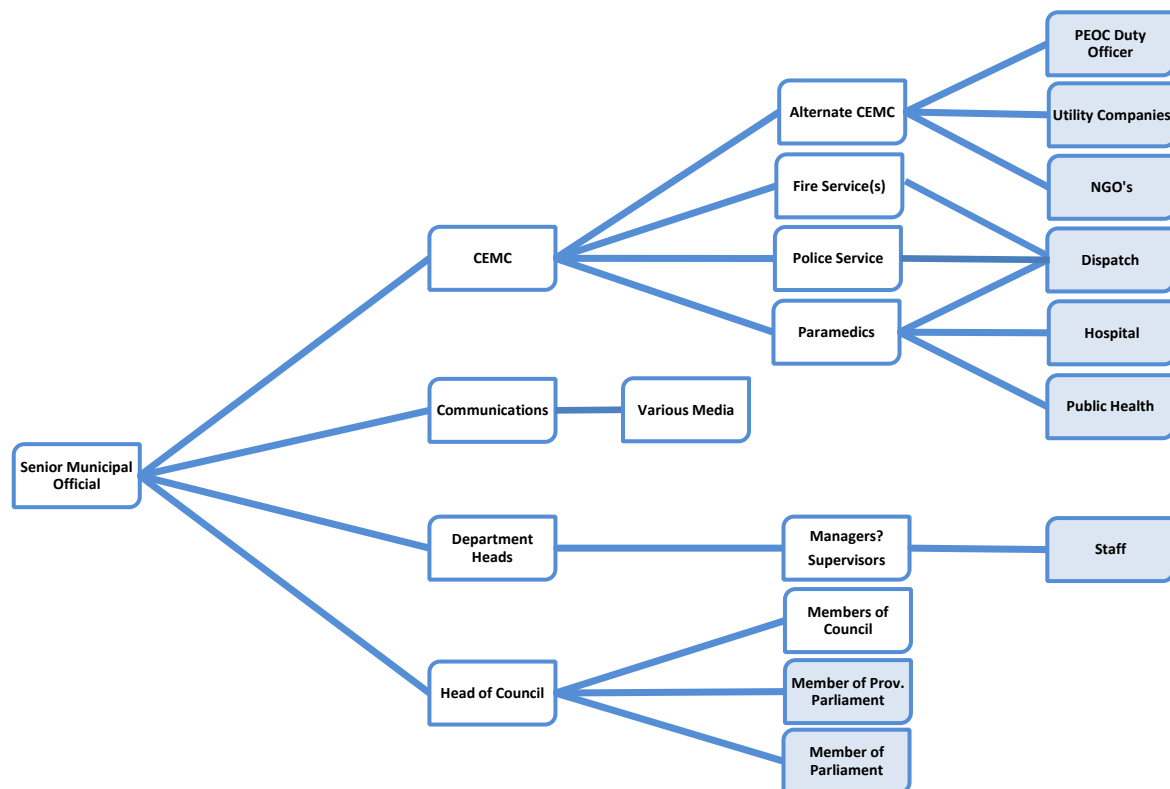 PEOC Duty
Officer
Alternate CEMC
Utility Companies
Fire Service(s)
NGO's
CEMC
Police Service
Dispatch
Paramedics
Hospital
Communications
Various Media
Public Health
Senior Municipal
Official
Department
Heads
Managers?
Supervisors
Staff
Members of
Council
Head of Council
Member of Prov.
Parliament
Member of
Parliament